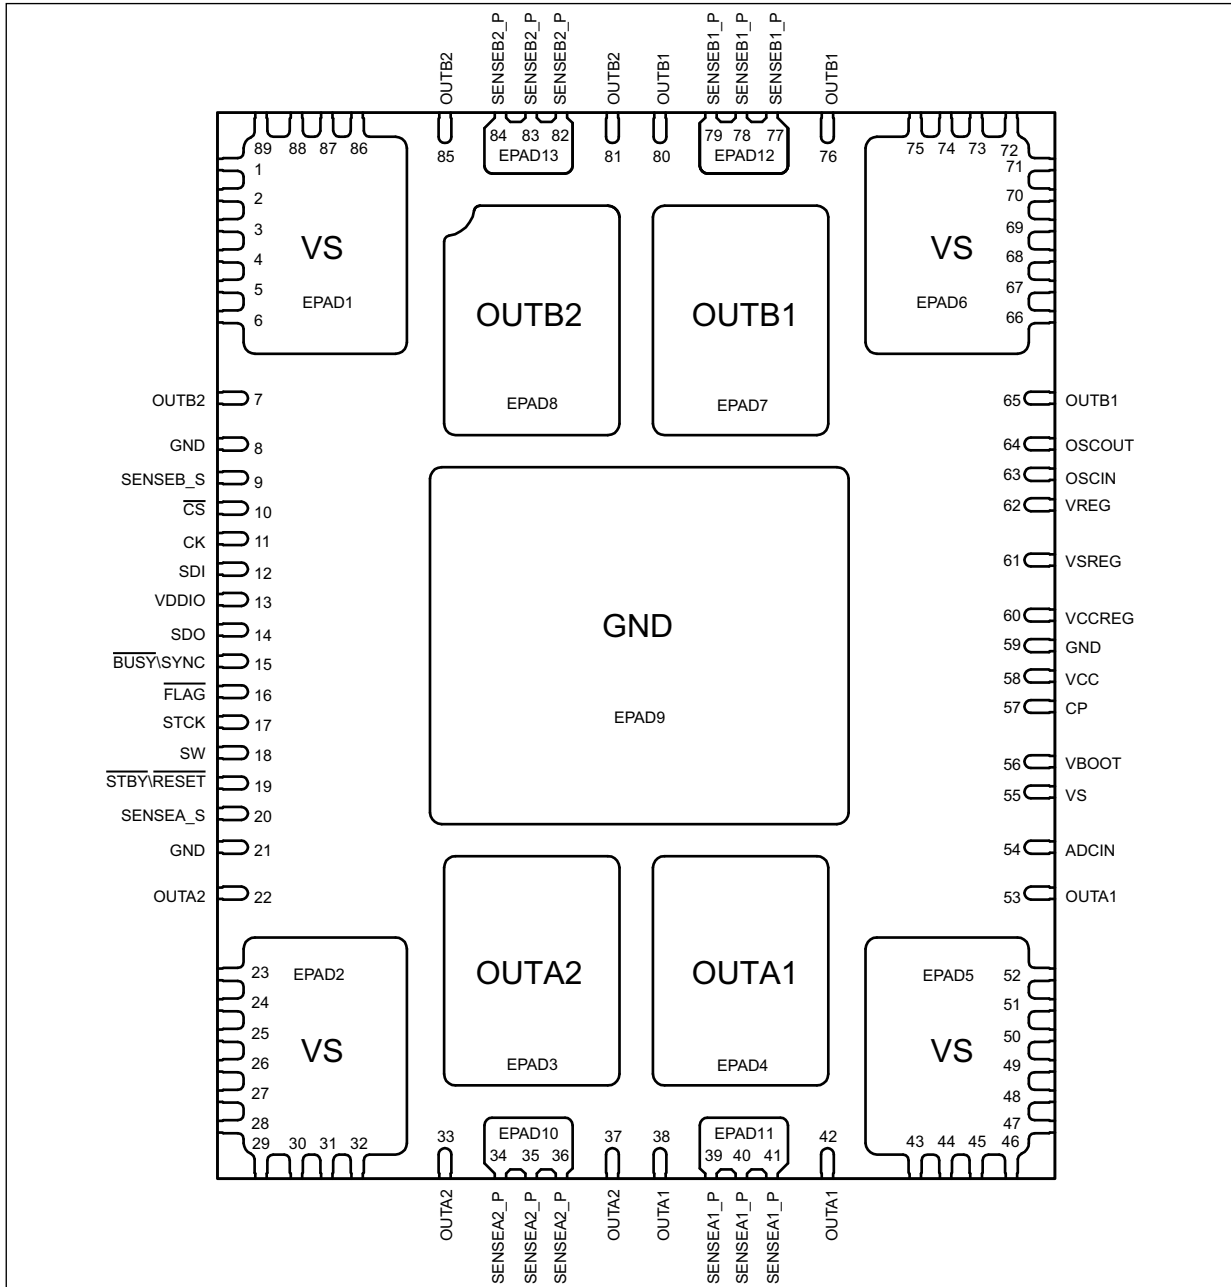 OUTB2
SENSEB2_P
SENSEB2_P
SENSEB2_P
OUTB2
OUTB1
SENSEB1_P
SENSEB1_P
SENSEB1_P
OUTB1
89 88 87 86
85
84 83 82
EPAD13
81
80
79 78 77
EPAD12
76
75 74 73 72
1
2
3
4
5
6
VS
EPAD1
OUTB2
EPAD8
OUTB1
EPAD7
VS
EPAD6
71
70
69
68
67
66
OUTB2 7
GND 8
SENSEB_S 9
CS 10
CK 11
SDI 12
VDDIO 13
SDO 14
BUSY\SYNC 15
FLAG 16
STCK 17
SW 18
STBY\RESET 19
SENSEA_S 20
GND 21
OUTA2 22
GND
EPAD9
65 OUTB1
64 OSCOUT
63 OSCIN
62 VREG
61 VSREG
60 VCCREG
59 GND
58 VCC
57 CP
56 VBOOT
55 VS
54 ADCIN
53 OUTA1
23
24
25
26
27
28
EPAD2
VS
OUTA2
EPAD3
OUTA1
EPAD4
EPAD5
VS
52
51
50
49
48
47
29 30 31 32
33
EPAD10
34 35 36
37
38
EPAD11
39 40 41
42
43 44 45 46
OUTA2
SENSEA2_P
SENSEA2_P
SENSEA2_P
OUTA2
OUTA1
SENSEA1_P
SENSEA1_P
SENSEA1_P
OUTA1